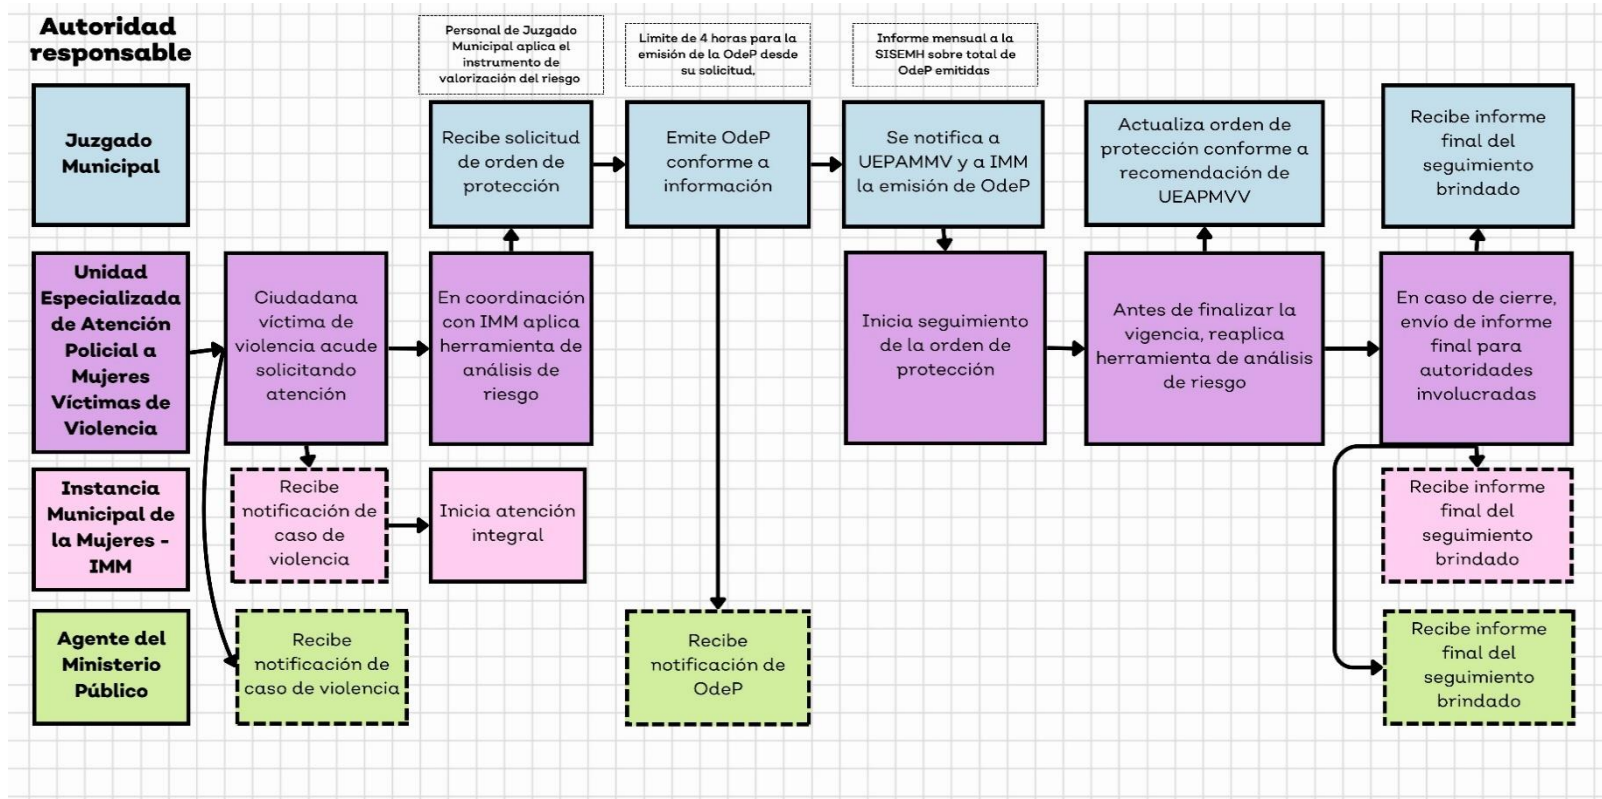 Autoridad
responsable
Personal de Juzgado
Municipal aplica el
instrumento de
valorización del riesgo
Limite de 4 horas para la
emisión de la OdeP desde
su solicitud,
Informe mensual a la
SISEMH sobre total de
OdeP emitidas
Juzgado
Municipal
Recibe solicitud
de orden de
protección
Emite OdeP
conforme a
información
Se notifica a
UEPAMMV y a IMM
la emisión de OdeP
Actualiza orden de
protección conforme a
recomendación de
UEAPMVV
Recibe informe
final del
seguimiento
brindado
Unidad
Especializada
de Atención
Policial a
Mujeres
Víctimas de
Violencia
Ciudadana
víctima de
violencia acude
solicitando
atención
En coordinación
con IMM aplica
herramienta de
análisis de
riesgo
Inicia seguimiento
de la orden de
protección
Antes de finalizar la
vigencia, reaplica
herramienta de análisis
de riesgo
En caso de cierre,
envío de informe
final para
autoridades
involucradas
Instancia
Municipal de
la Mujeres -
IMM
Recibe
notificación de
caso de
violencia
Inicia atención
integral
Recibe informe
final del
seguimiento
brindado
Agente del
Ministerio
Público
Recibe
notificación de
caso de violencia
Recibe
notificación de
OdeP
Recibe informe
final del
seguimiento
brindado